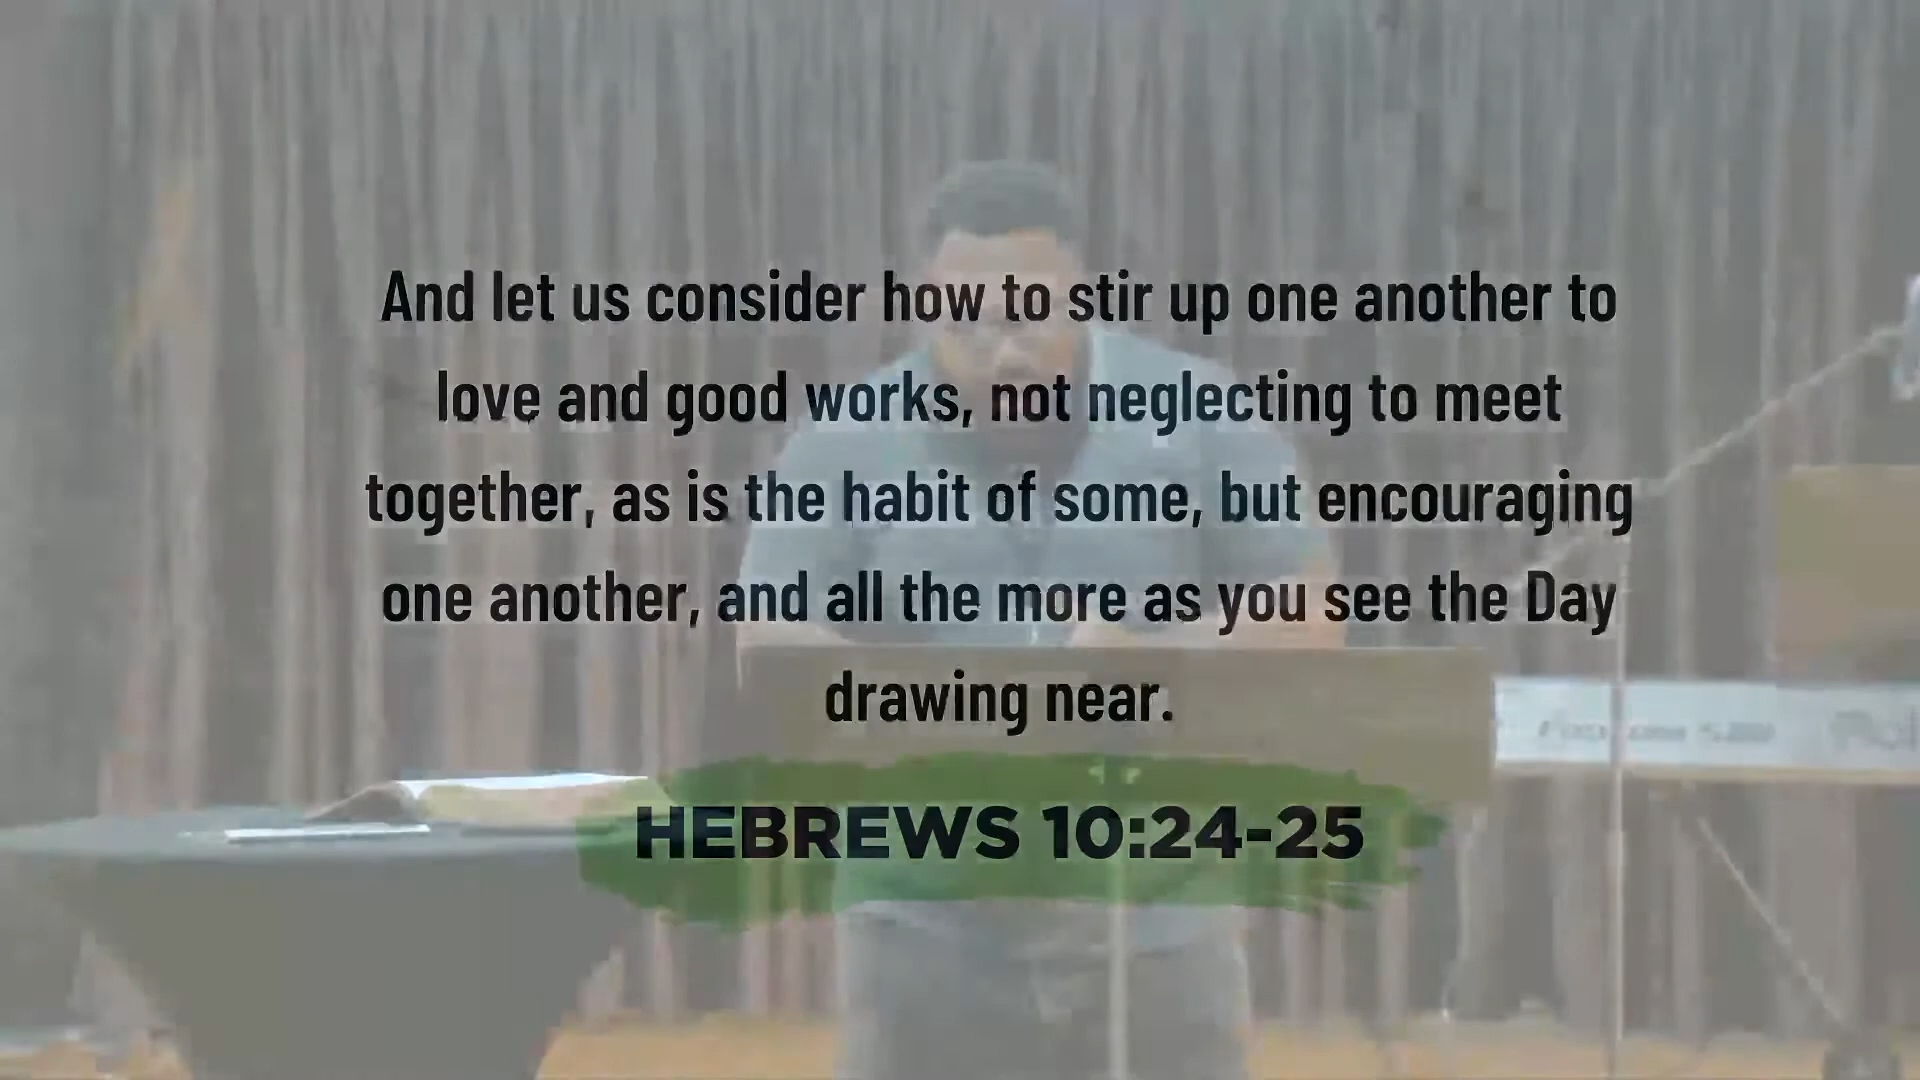 And let us consider how to stir up one another to
love and good works, not neglecting to meet
together, as is the habit of some, but encouraging
one another, and all the more as you see the Day
drawing near.
HEBREWS 10:24-25